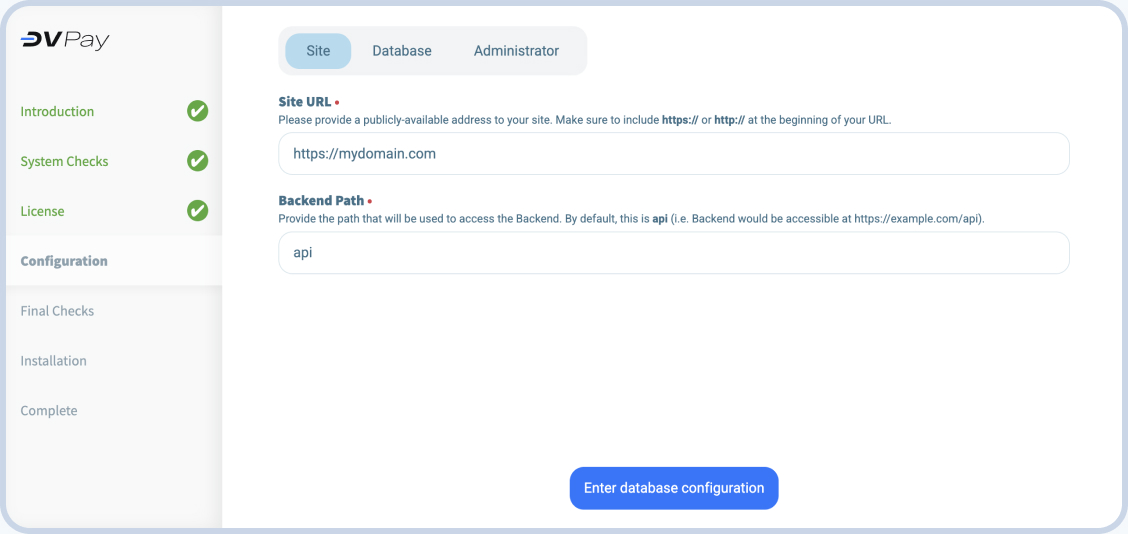 DVPay
Introduction
System Checks
License
Configuration
Final Checks
Installation
Complete
Site Database Administrator
Site URL •
Please provide a publicly-available address to your site. Make sure to include https:// or http:// at the beginning of your URL.
https://mydomain.com
Backend Path •
Provide the path that will be used to access the Backend. By default, this is api (i.e. Backend would be accessible at https://example.com/api).
api
Enter database configuration